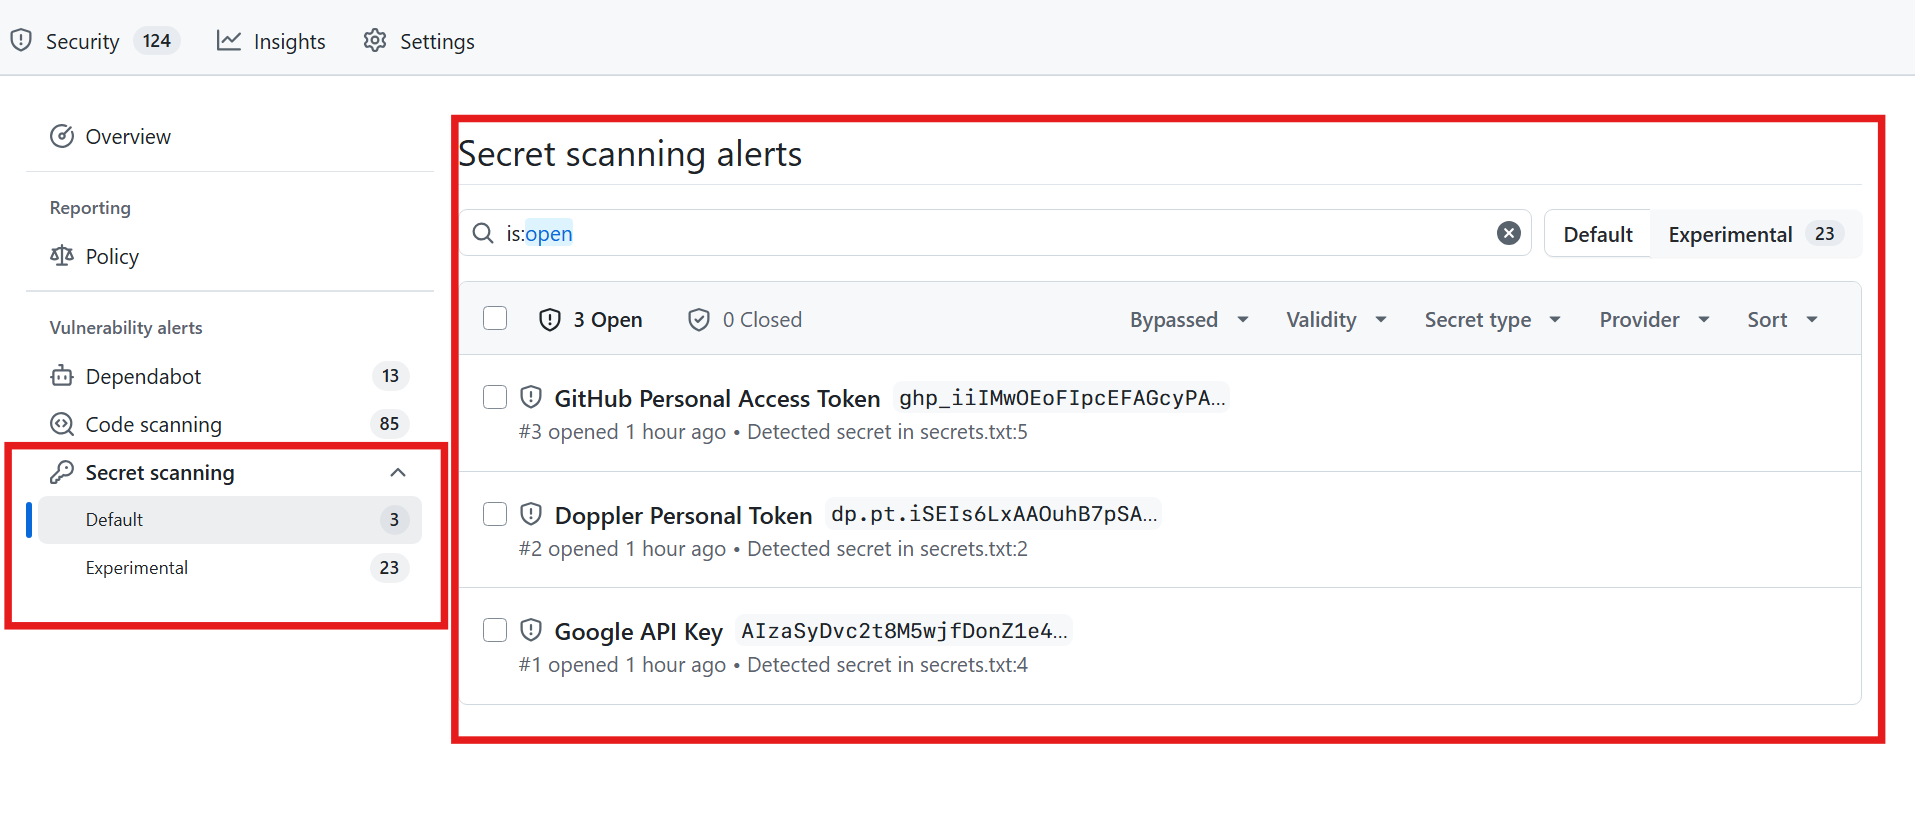 Security 124 Insights Settings
Overview
Reporting
Policy
Vulnerability alerts
Dependabot 13
Code scanning 85
Secret scanning
Default 3
Experimental 23
Secret scanning alerts
is:open Default Experimental 23
3 Open 0 Closed Bypassed Validity Secret type Provider Sort
GitHub Personal Access Token ghp_iiIMwOEoFIpcEFAGcyPA…
#3 opened 1 hour ago • Detected secret in secrets.txt:5
Doppler Personal Token dp.pt.iSEIs6LxAAOuhB7pSA…
#2 opened 1 hour ago • Detected secret in secrets.txt:2
Google API Key AIzaSyDvc2t8M5wjfDonZ1e4…
#1 opened 1 hour ago • Detected secret in secrets.txt:4